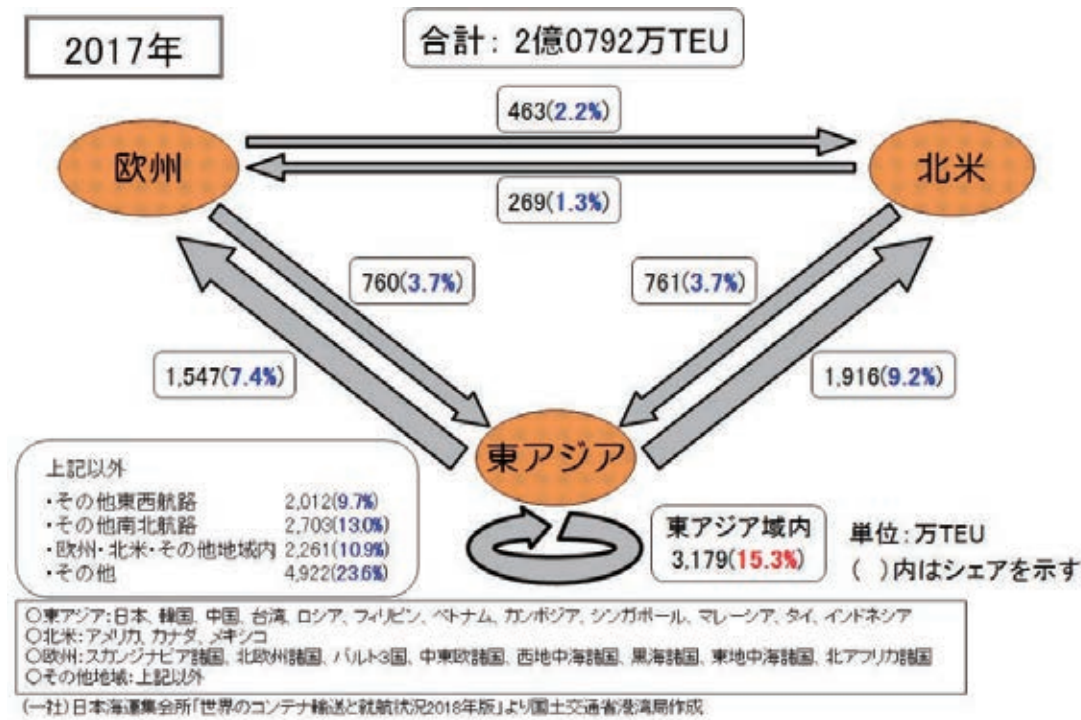 2017年
合計: 2億0792万TEU
463(2.2%)
欧州
北米
269(1.3%)
760(3.7%)
761(3.7%)
1,547(7.4%)
1,916(9.2%)
東アジア
上記以外
・その他東西航路 2,012(9.7%)
・その他南北航路 2,703(13.0%)
・欧州・北米・その他地域内 2,261(10.9%)
・その他 4,922(23.6%)
東アジア域内
3,179(15.3%)
単位:万TEU
( )内はシェアを示す
○東アジア:日本、韓国、中国、台湾、ロシア、フィリピン、ベトナム、カンボジア、シンガポール、マレーシア、タイ、インドネシア
○北米:アメリカ、カナダ、メキシコ
○欧州:スカンジナビア諸国、北欧州諸国、バルト3国、中東欧諸国、西地中海諸国、黒海諸国、東地中海諸国、北アフリカ諸国
○その他地域:上記以外
(一社)日本海運集会所「世界のコンテナ輸送と就航状況2018年版」より国土交通省港湾局作成